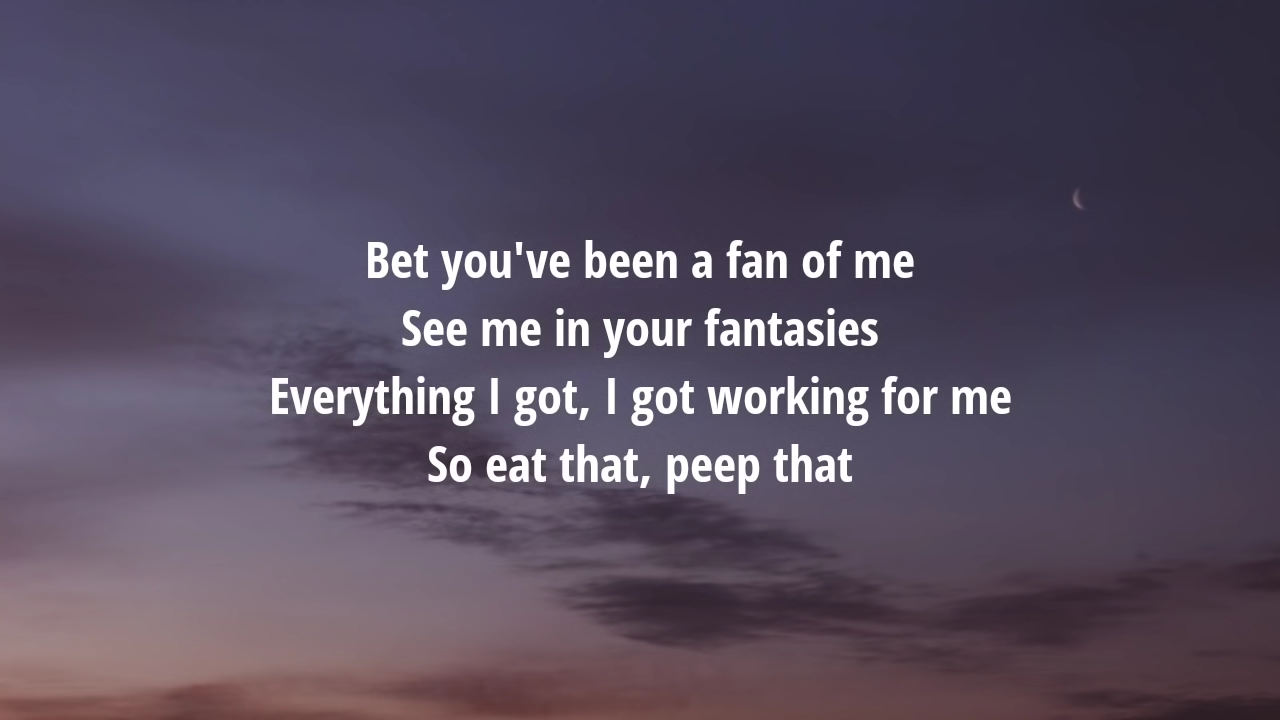 Bet you've been a fan of me
See me in your fantasies
Everything I got, I got working for me
So eat that, peep that